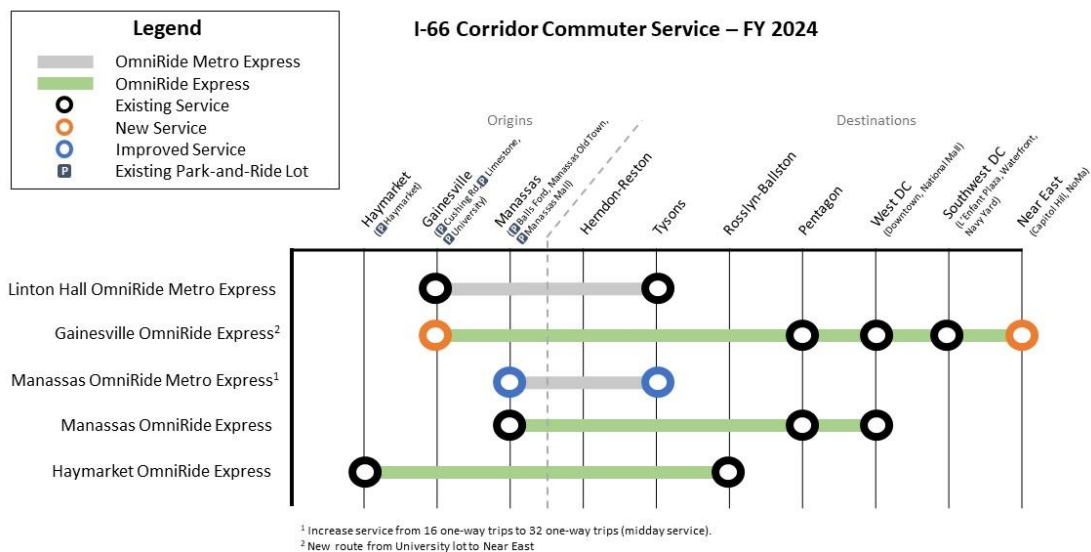 Legend
OmniRide Metro Express
OmniRide Express
Existing Service
New Service
Improved Service
P Existing Park-and-Ride Lot
I-66 Corridor Commuter Service – FY 2024
Origins
Destinations
Haymarket
(P Haymarket)
Gainesville
(P Cushing Rd, P Limestone,
P University)
Manassas
(P Balls Ford, Manassas Old Town,
P Manassas Mall)
Herndon-Reston
Tysons
Rosslyn-Ballston
Pentagon
West DC
(Downtown, National Mall)
Southwest DC
(L'Enfant Plaza, Waterfront,
Navy Yard)
Near East
(Capitol Hill, NoMa)
Linton Hall OmniRide Metro Express
Gainesville OmniRide Express²
Manassas OmniRide Metro Express¹
Manassas OmniRide Express
Haymarket OmniRide Express
¹ Increase service from 16 one-way trips to 32 one-way trips (midday service).
² New route from University lot to Near East